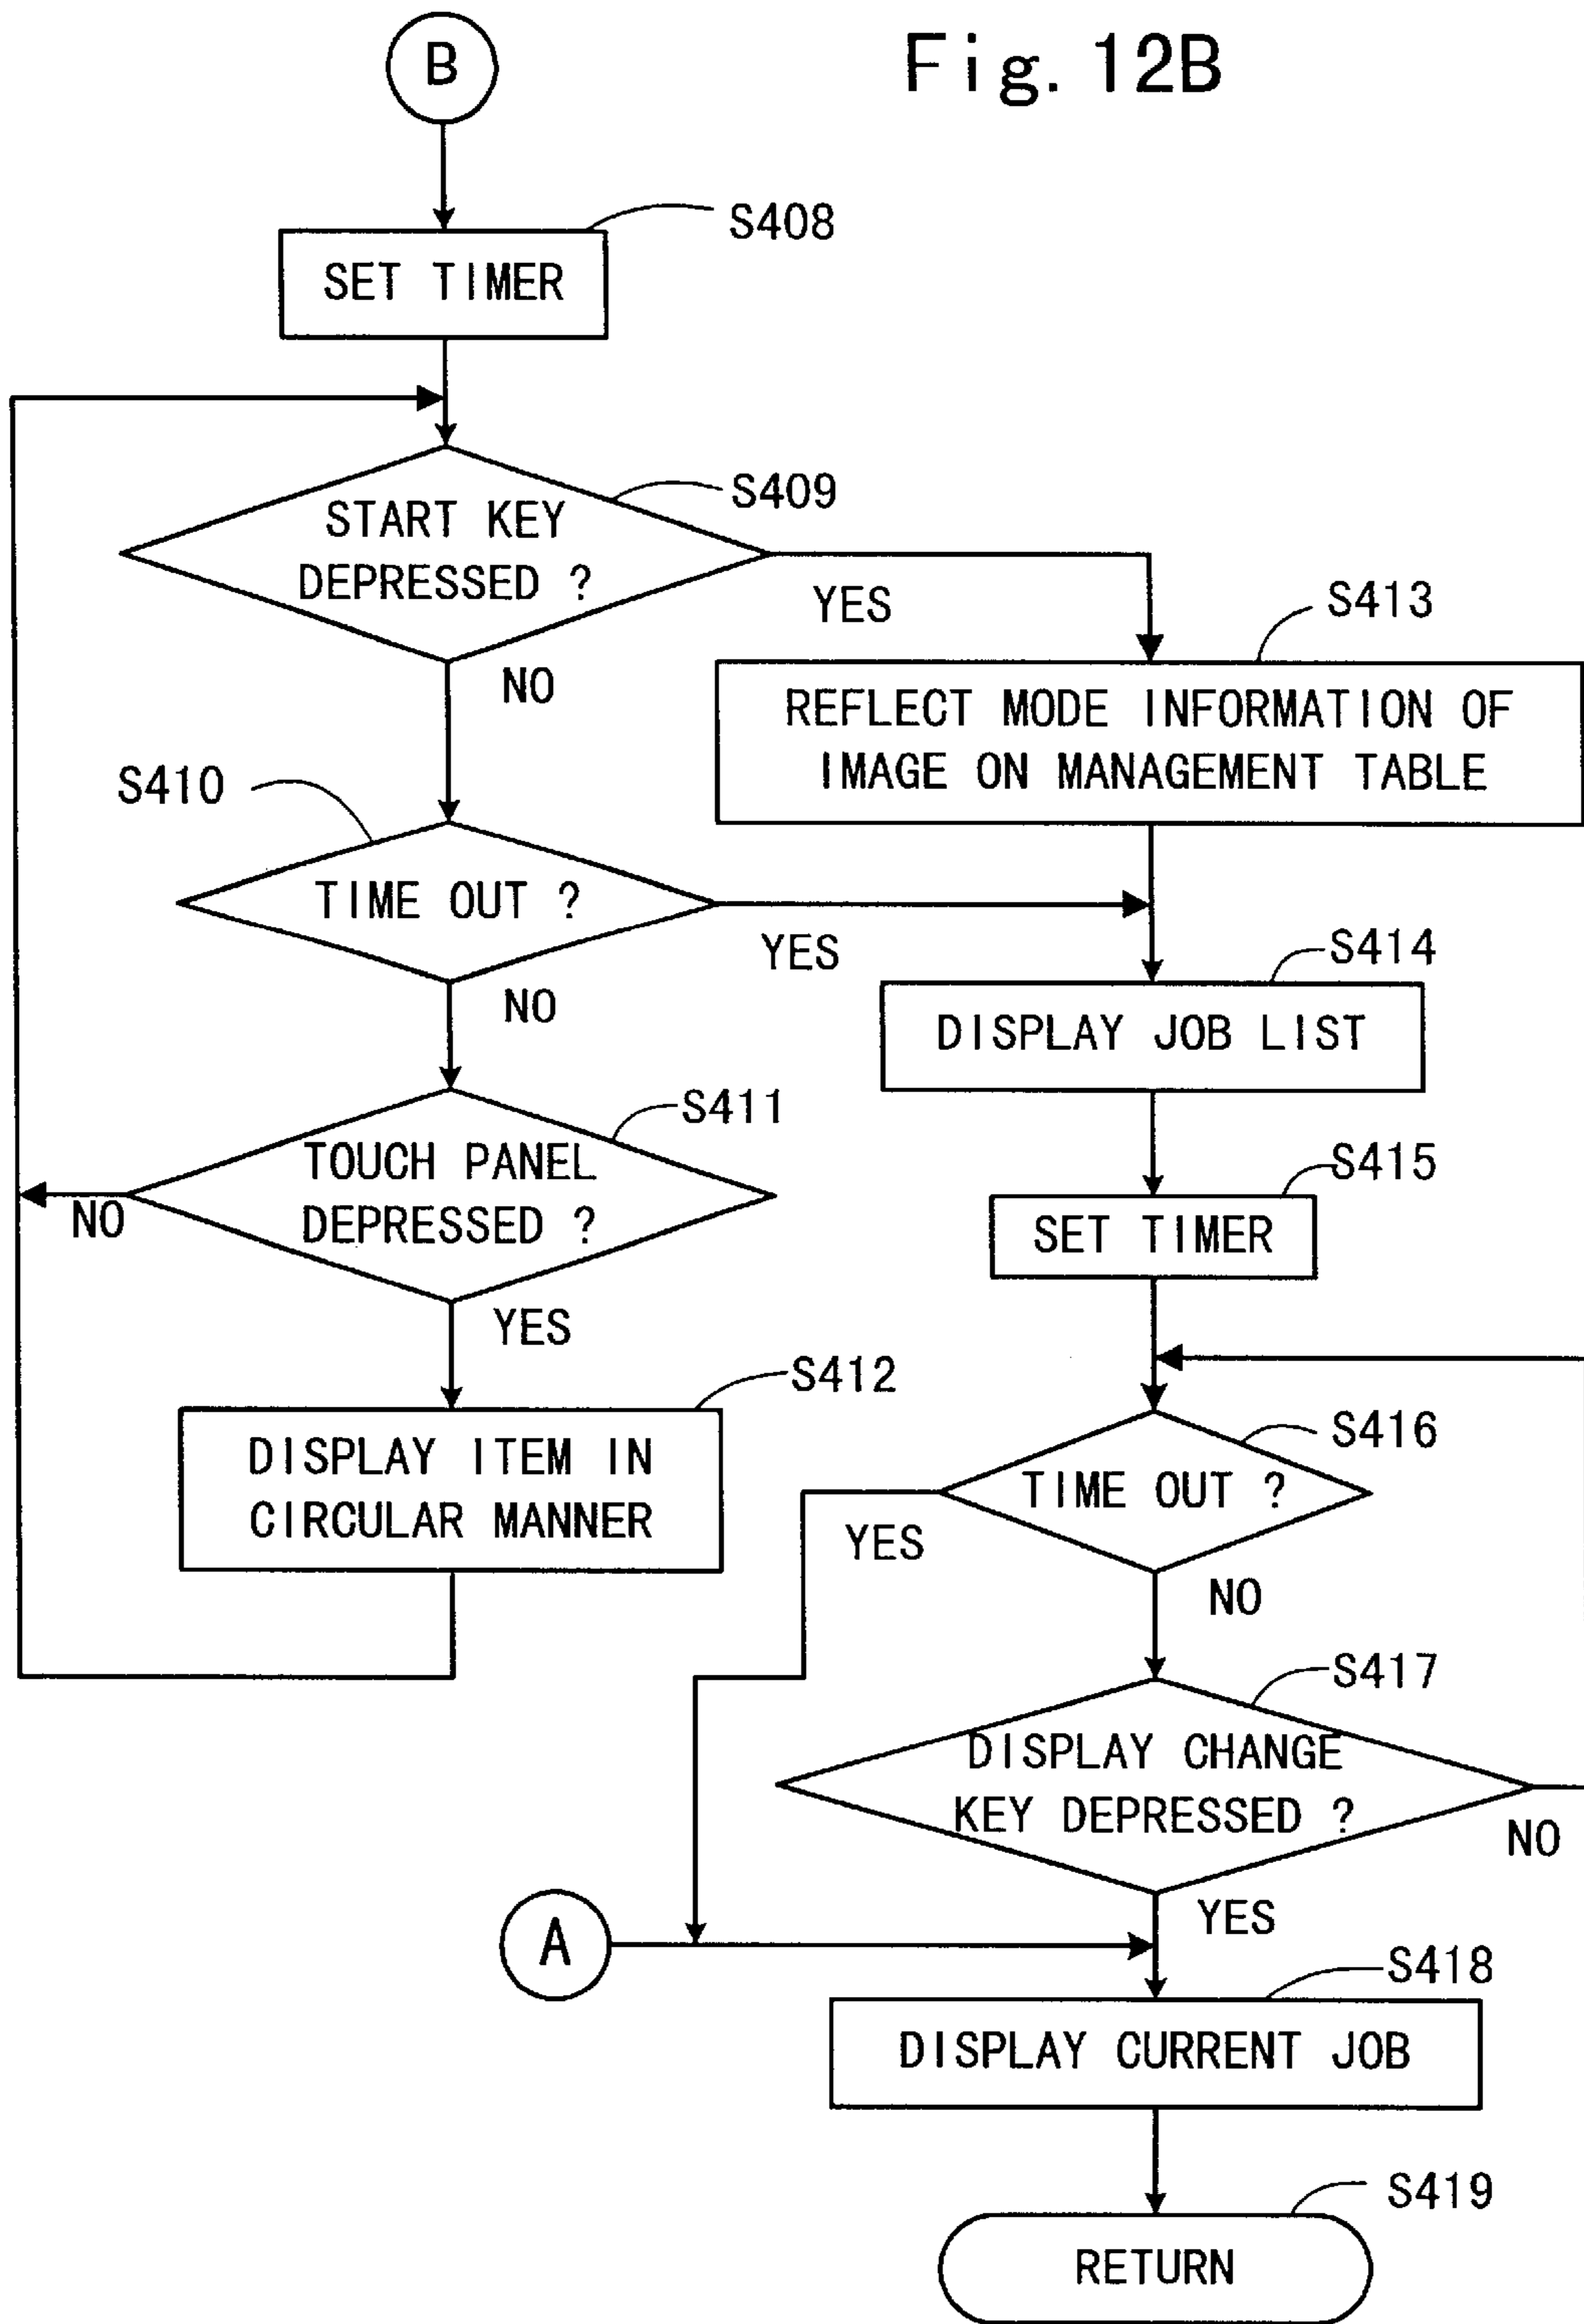 Fig. 12B
B
S408
SET TIMER
S409
START KEY
DEPRESSED ?
YES
NO
S413
REFLECT MODE INFORMATION OF
IMAGE ON MANAGEMENT TABLE
S410
TIME OUT ?
YES
NO
S414
DISPLAY JOB LIST
S411
TOUCH PANEL
DEPRESSED ?
NO
YES
S415
SET TIMER
S412
DISPLAY ITEM IN
CIRCULAR MANNER
S416
TIME OUT ?
YES
NO
S417
DISPLAY CHANGE
KEY DEPRESSED ?
NO
YES
A
S418
DISPLAY CURRENT JOB
S419
RETURN